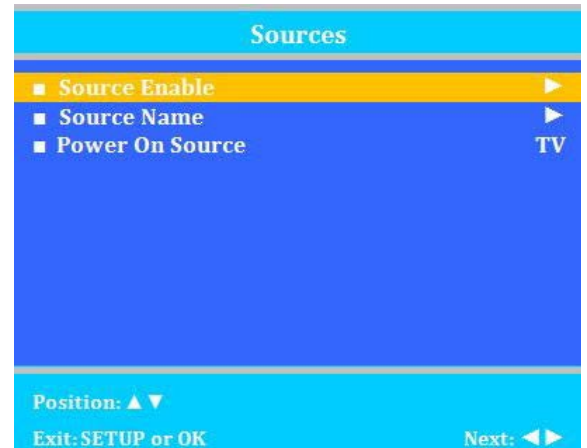 Sources
■ Source Enable ▶
■ Source Name ▶
■ Power On Source TV
Position: ▲ ▼
Exit: SETUP or OK Next: ◀ ▶